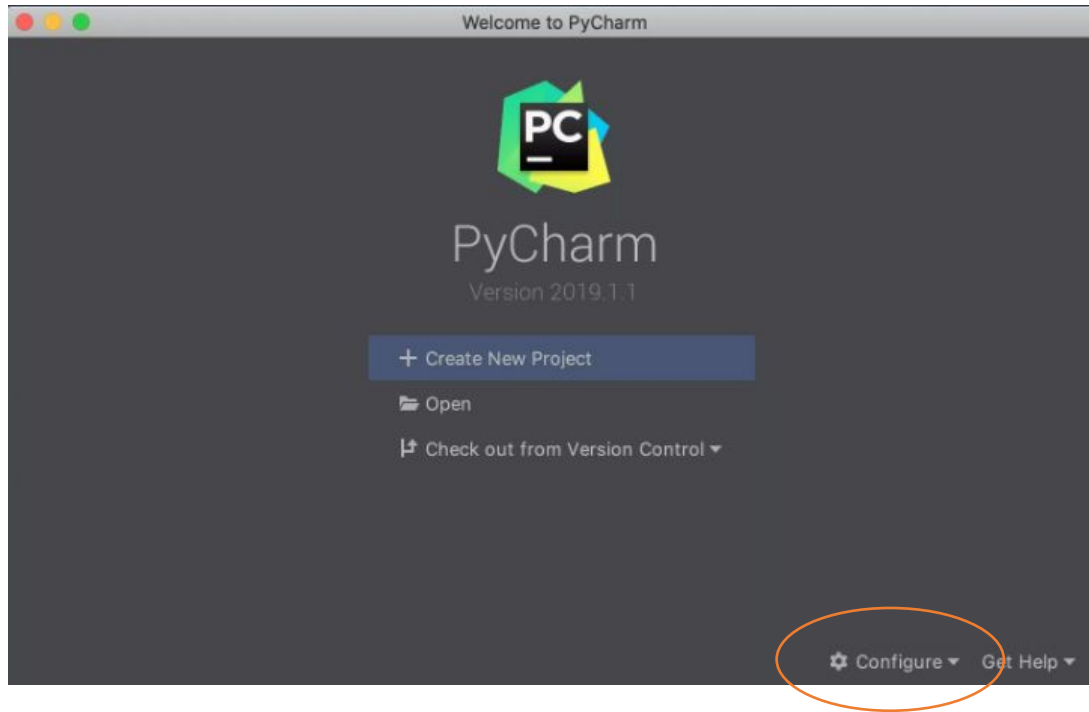 Welcome to PyCharm
PC
PyCharm
Version 2019.1.1
Create New Project
Open
Check out from Version Control
Configure Get Help